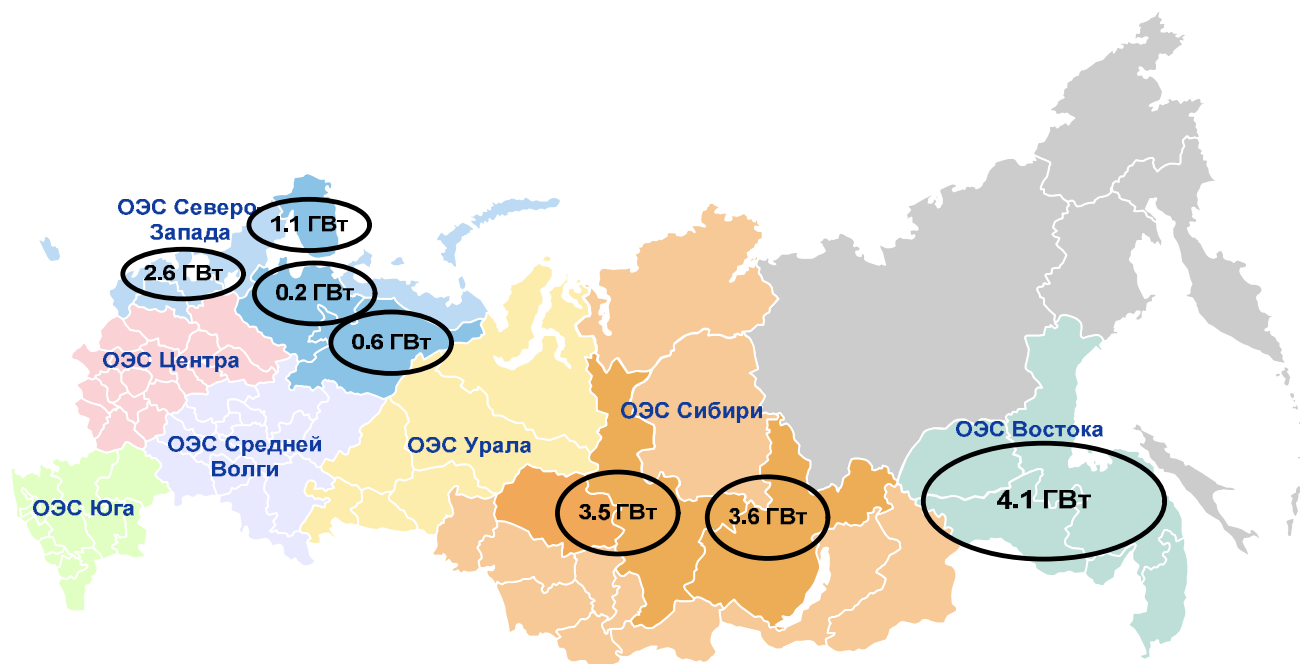 ОЭС Северо-
Запада
1.1 ГВт
2.6 ГВт
0.2 ГВт
0.6 ГВт
ОЭС Центра
ОЭС Сибири
ОЭС Средней
Волги
ОЭС Урала
ОЭС Востока
ОЭС Юга
3.5 ГВт
3.6 ГВт
4.1 ГВт